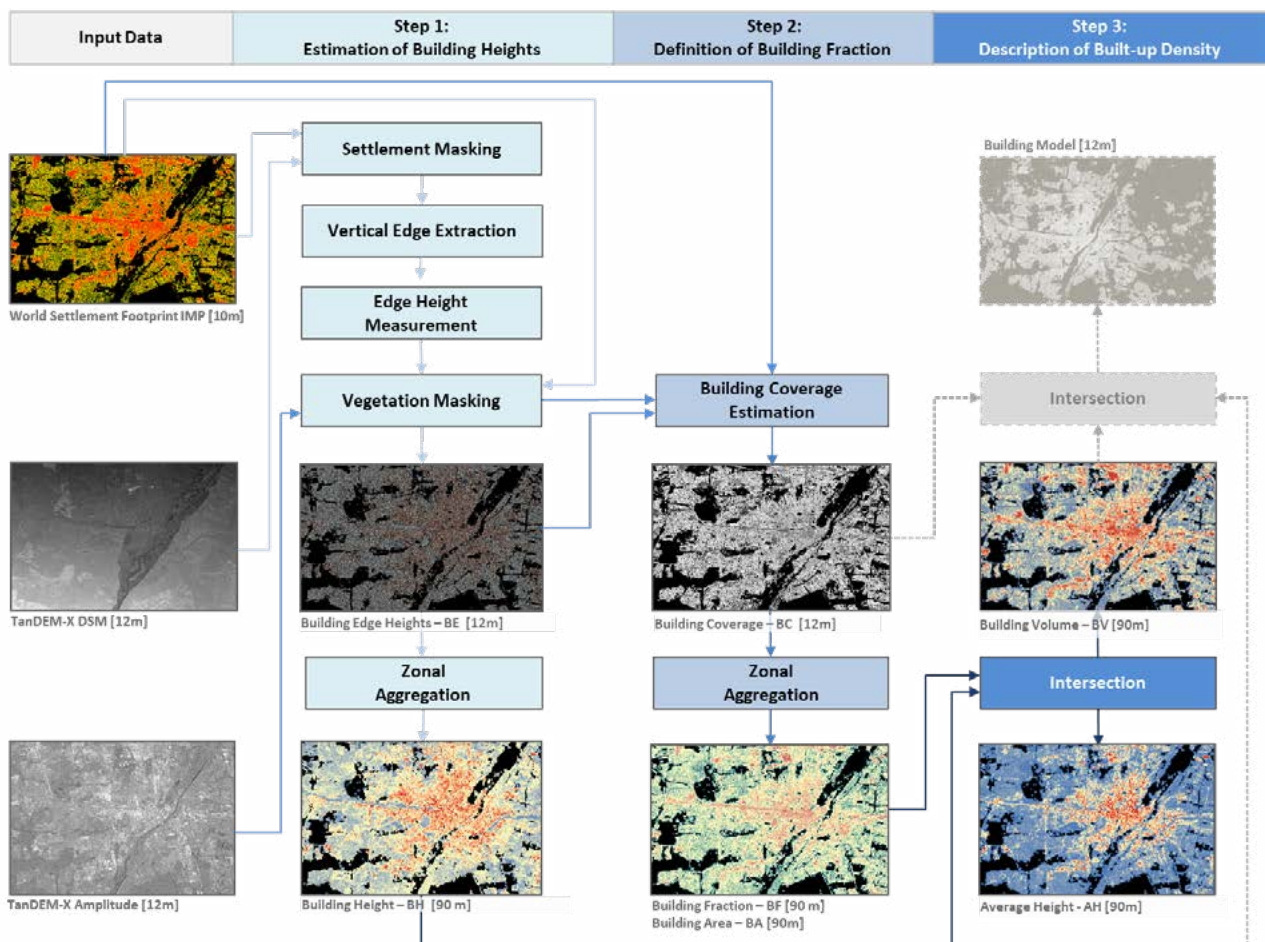 Input Data
Step 1:
Estimation of Building Heights
Step 2:
Definition of Building Fraction
Step 3:
Description of Built-up Density
Settlement Masking
Vertical Edge Extraction
Edge Height
Measurement
Vegetation Masking
Building Coverage
Estimation
Building Model [12m]
Intersection
World Settlement Footprint IMP [10m]
TanDEM-X DSM [12m]
Building Edge Heights – BE [12m]
Building Coverage – BC [12m]
Building Volume – BV [90m]
Zonal
Aggregation
Zonal
Aggregation
Intersection
TanDEM-X Amplitude [12m]
Building Height – BH [90 m]
Building Fraction – BF [90 m]
Building Area – BA [90m]
Average Height - AH [90m]